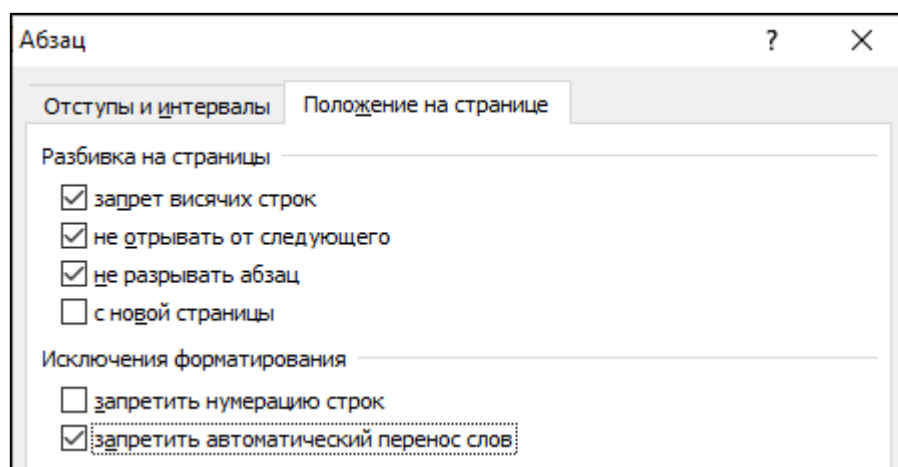 Абзац ? ×
Отступы и интервалы Положение на странице
Разбивка на страницы
запрет висячих строк
не отрывать от следующего
не разрывать абзац
с новой страницы
Исключения форматирования
запретить нумерацию строк
запретить автоматический перенос слов